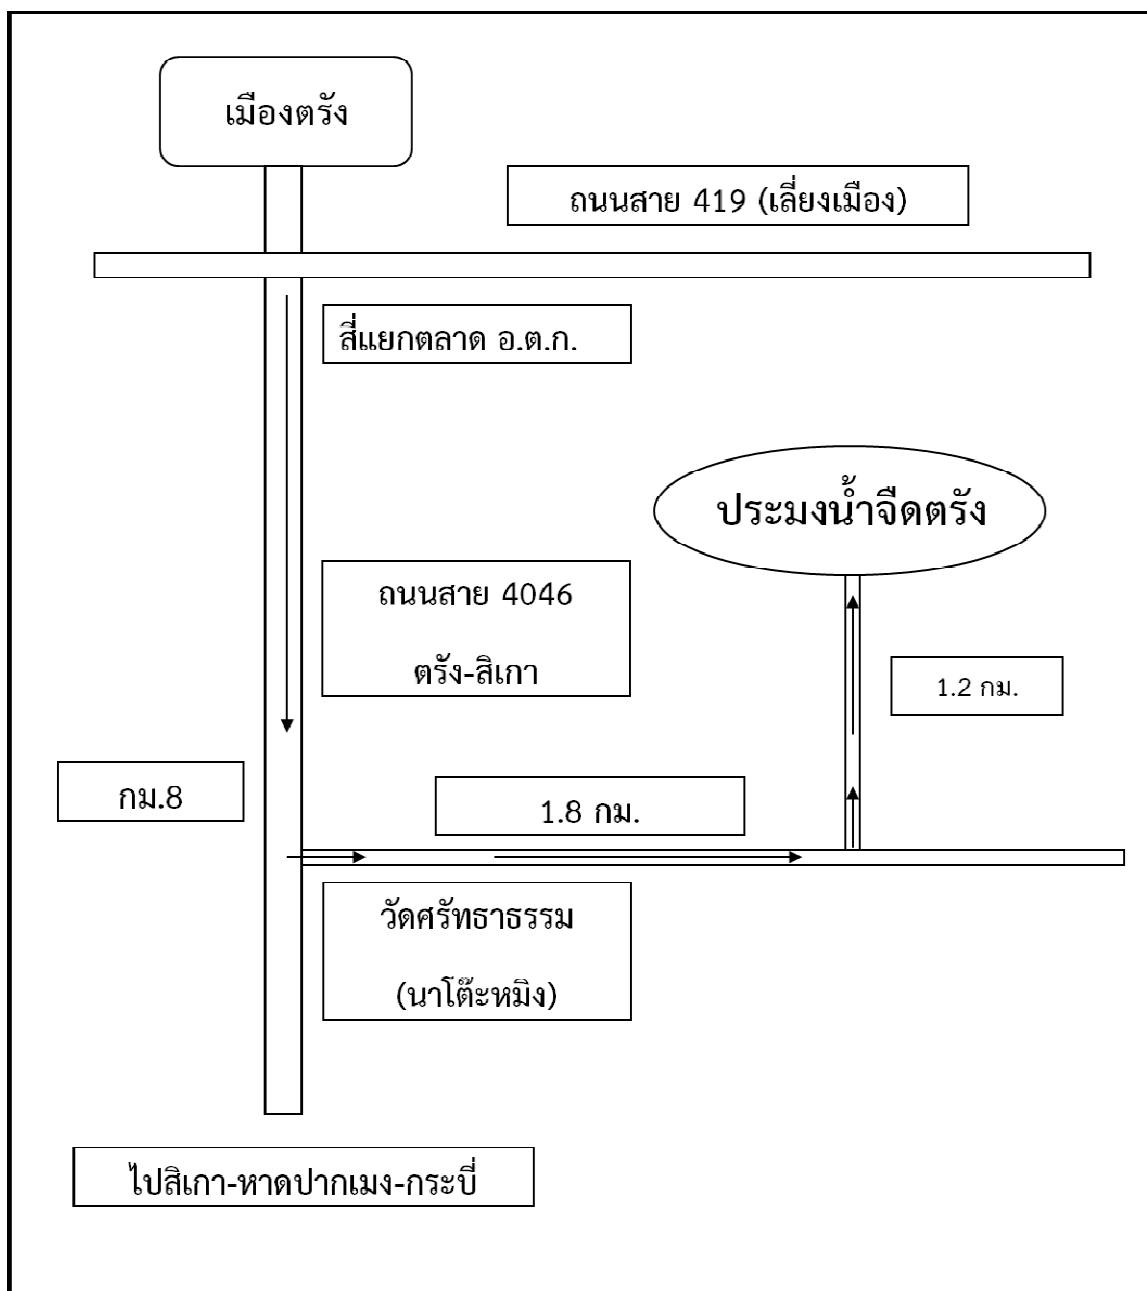 เมืองตรัง
ถนนสาย 419 (เลี่ยงเมือง)
สี่แยกตลาด อ.ต.ก.
ประมงน้ำจืดตรัง
ถนนสาย 4046
ตรัง-สิเกา
1.2 กม.
กม.8
1.8 กม.
วัดศรัทธาธรรม
(นาโต๊ะหมิง)
ไปสิเกา-หาดปากเมง-กระบี่